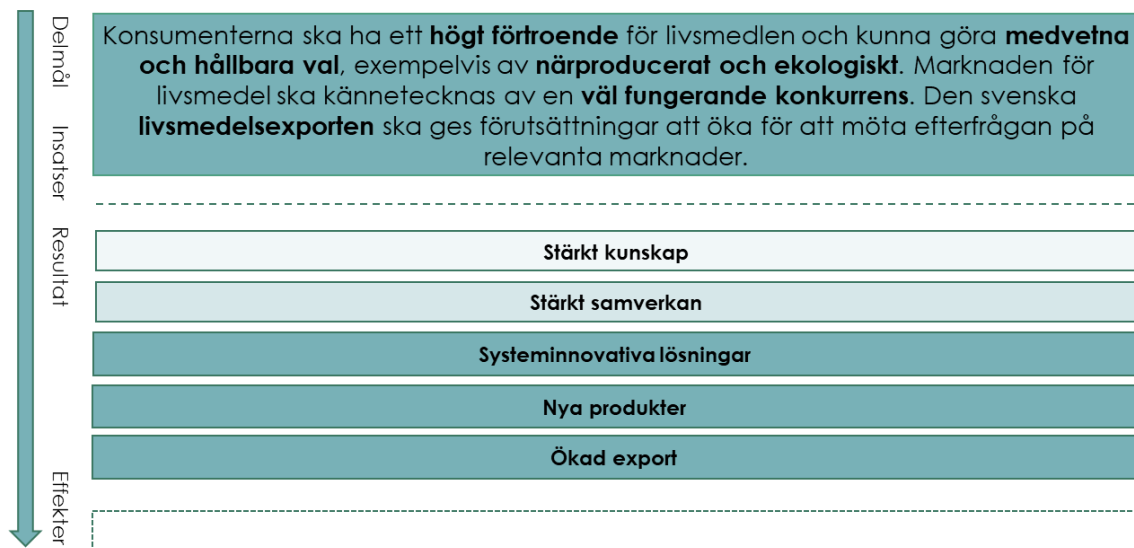 Delmål
Konsumenterna ska ha ett högt förtroende för livsmedlen och kunna göra medvetna
och hållbara val, exempelvis av närproducerat och ekologiskt. Marknaden för
livsmedel ska kännetecknas av en väl fungerande konkurrens. Den svenska
livsmedelsexporten ska ges förutsättningar att öka för att möta efterfrågan på
relevanta marknader.
Insatser
Resultat
Stärkt kunskap
Stärkt samverkan
Systeminnovativa lösningar
Nya produkter
Ökad export
Effekter